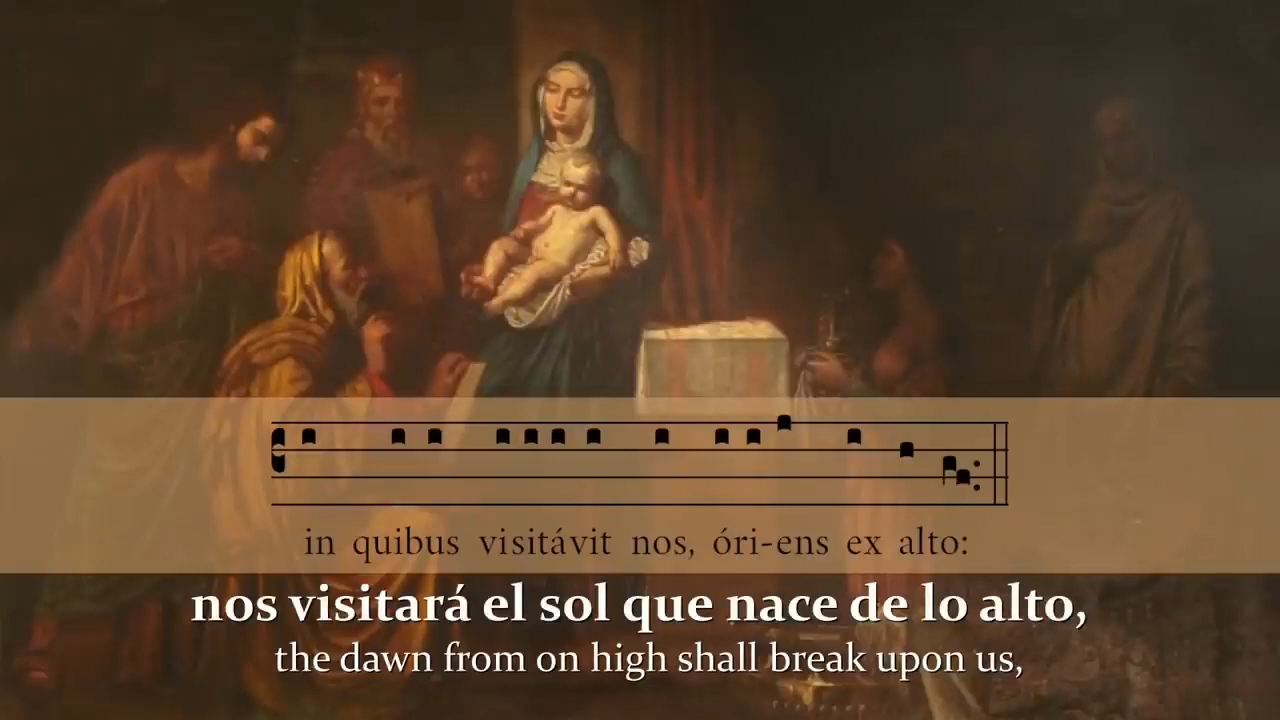 in quibus visitávit nos, óri-ens ex alto:
nos visitará el sol que nace de lo alto,
the dawn from on high shall break upon us,